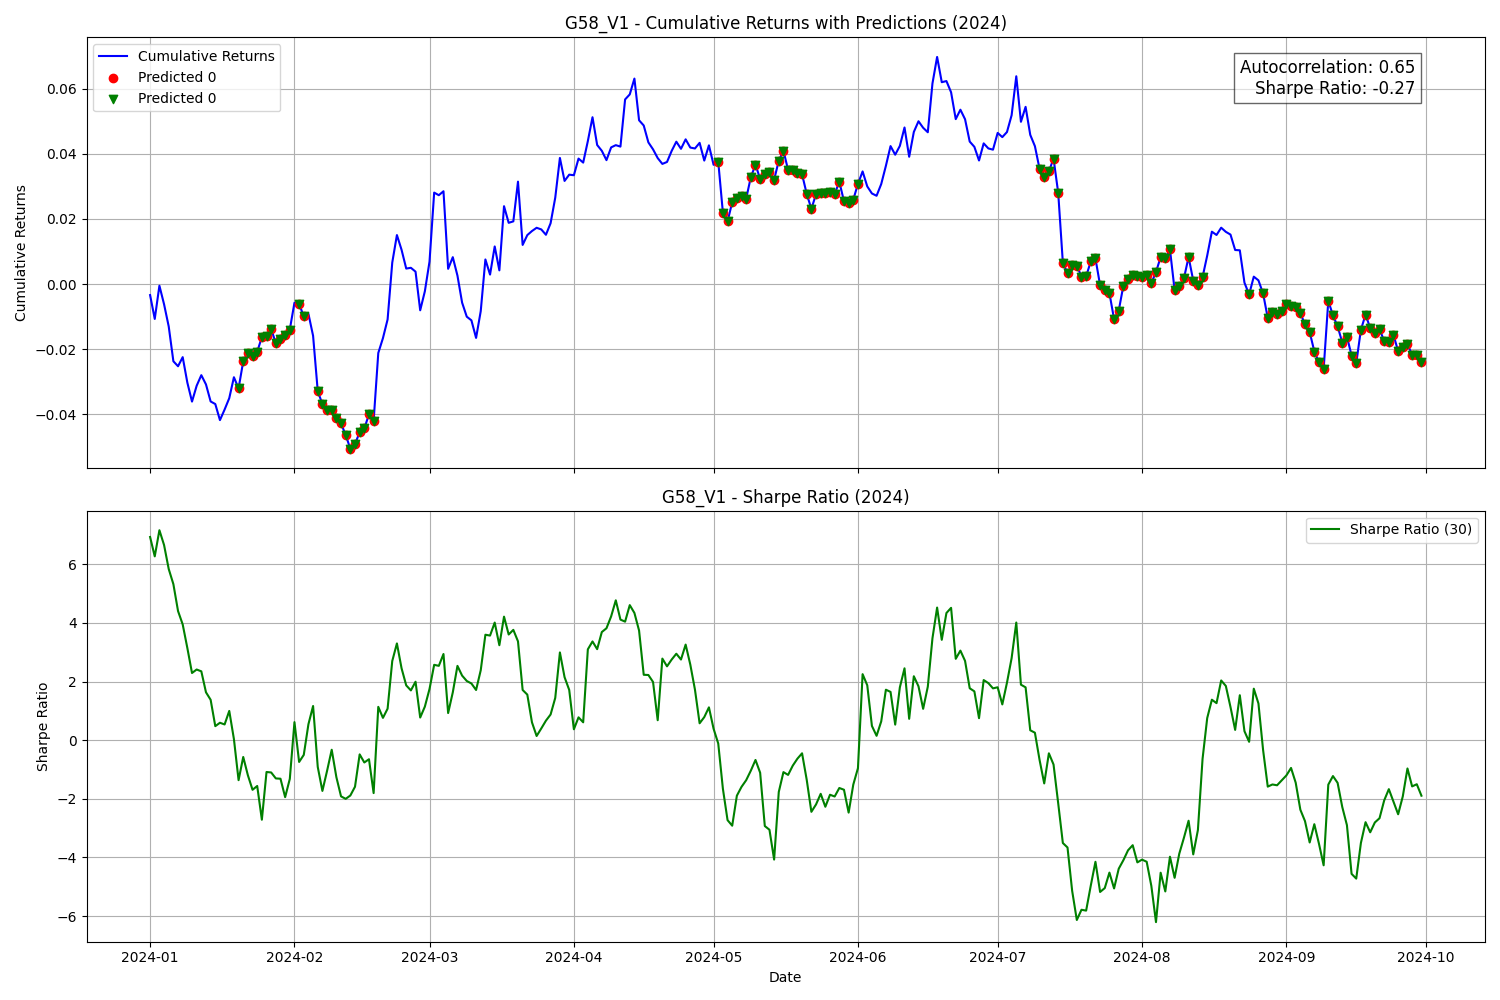 G58_V1 - Cumulative Returns with Predictions (2024)
Cumulative Returns
Predicted 0
Predicted 0
Autocorrelation: 0.65
Sharpe Ratio: -0.27
Cumulative Returns
0.06
0.04
0.02
0.00
−0.02
−0.04
G58_V1 - Sharpe Ratio (2024)
Sharpe Ratio (30)
Sharpe Ratio
6
4
2
0
−2
−4
−6
2024-01
2024-02
2024-03
2024-04
2024-05
2024-06
2024-07
2024-08
2024-09
2024-10
Date